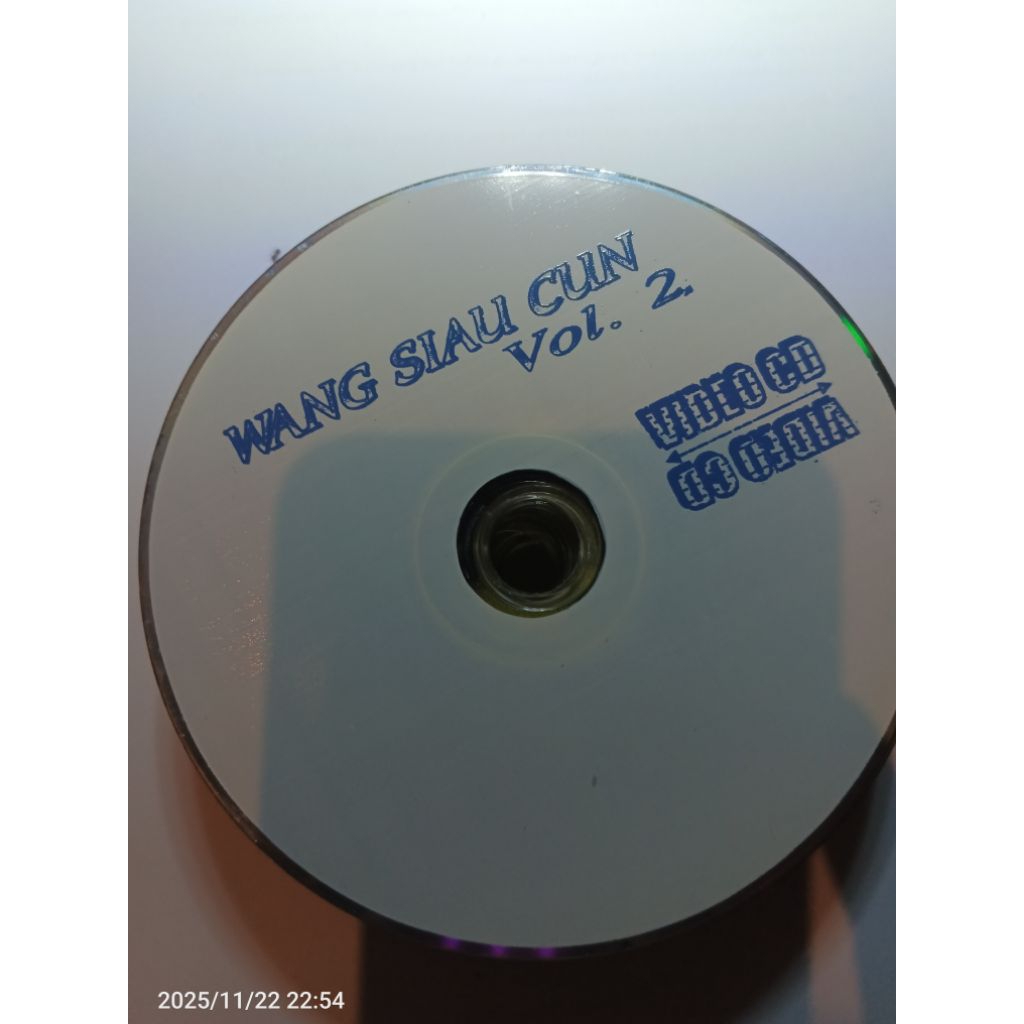 WANG SIAU CUN
Vol. 2.
VIDEO CD
VIDEO CD
2025/11/22 22:54